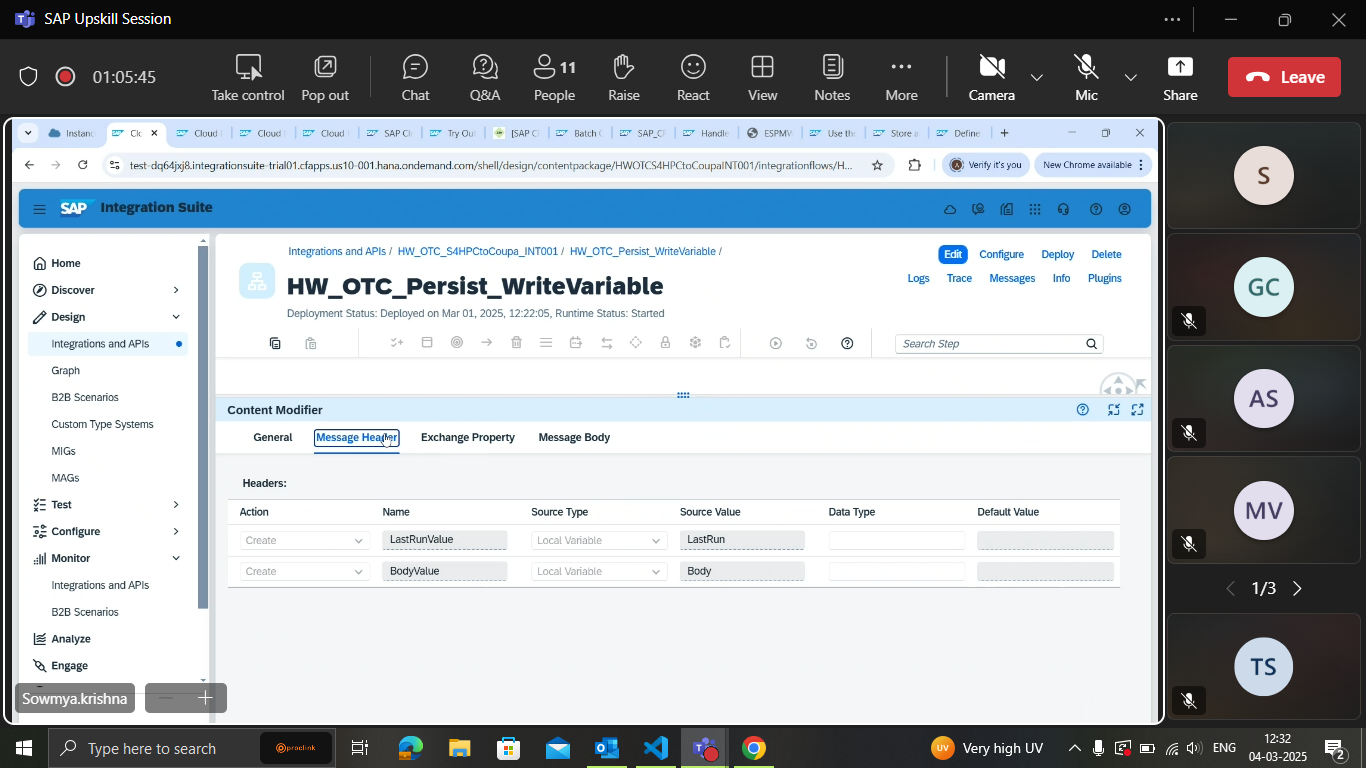 SAP Upskill Session
01:05:45
Take control
Pop out
Chat
Q&A
11
People
Raise
React
View
Notes
More
Camera
Mic
Share
Leave
Instanc
Clo
Cloud
Cloud
Cloud
SAP Cl
Try Ou
[SAP C
Batch
SAP_CF
Handle
ESPMV
Use the
Store a
Define
test-dq64jxj8.integrationsuite-trial01.cfapps.us10-001.hana.ondemand.com/shell/design/contentpackage/HWOTCS4HPCtoCoupaINT001/integrationflows/H...
A
Verify it's you
New Chrome available
SAP Integration Suite
Home
Discover
Design
Integrations and APIs
Graph
B2B Scenarios
Custom Type Systems
MIGs
MAGs
Test
Configure
Monitor
Integrations and APIs
B2B Scenarios
Analyze
Engage
Integrations and APIs / HW_OTC_S4HPCtoCoupa_INT001 / HW_OTC_Persist_WriteVariable /
HW_OTC_Persist_WriteVariable
Deployment Status: Deployed on Mar 01, 2025, 12:22:05, Runtime Status: Started
Edit Configure Deploy Delete
Logs Trace Messages Info Plugins
Search Step
Content Modifier
General Message Header Exchange Property Message Body
Headers:
Action Name Source Type Source Value Data Type Default Value
Create LastRunValue Local Variable LastRun
Create BodyValue Local Variable Body
Sowmya.krishna
S
GC
AS
MV
1/3
TS
Type here to search
proclink
UV Very high UV
ENG
12:32
04-03-2025
2